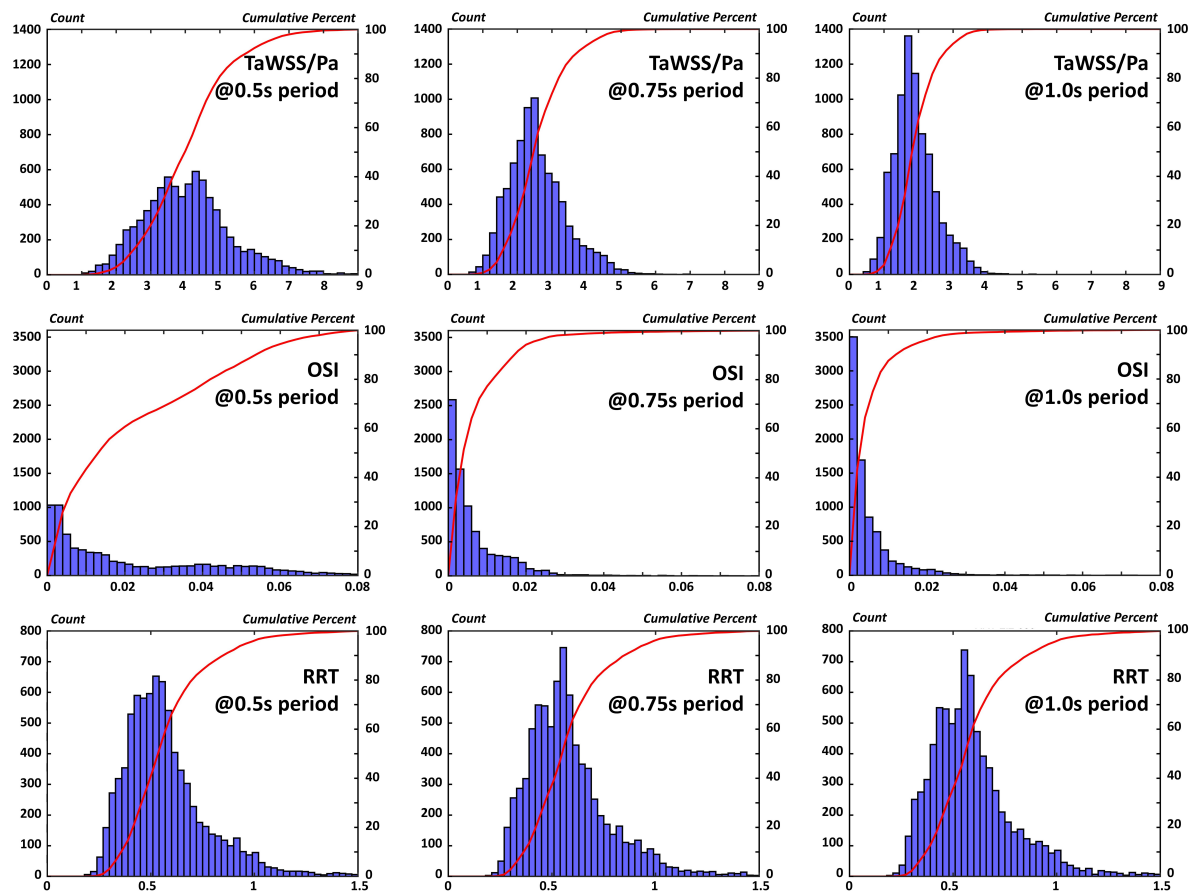 Count Cumulative Percent Count Cumulative Percent Count Cumulative Percent
1400 100 1400 100 1400 100
TaWSS/Pa TaWSS/Pa TaWSS/Pa
1200 1200 1200
@0.5s period @0.75s period @1.0s period
80 80 80
1000 1000 1000
800 60 800 60 800 60
600 40 600 40 600 40
400 400 400
20 20 20
200 200 200
0 0 0 0 0 0
0 1 2 3 4 5 6 7 8 9 0 1 2 3 4 5 6 7 8 9 0 1 2 3 4 5 6 7 8 9
Count Cumulative Percent Count Cumulative Percent Count Cumulative Percent
3500 100 3500 100 3500 100
OSI OSI OSI
3000 3000 3000
@0.5s period @0.75s period @1.0s period
80 80 80
2500 2500 2500
2000 60 2000 60 2000 60
1500 40 1500 40 1500 40
1000 1000 1000
20 20 20
500 500 500
0 0 0 0 0 0
0 0.02 0.04 0.06 0.08 0 0.02 0.04 0.06 0.08 0 0.02 0.04 0.06 0.08
Count Cumulative Percent Count Cumulative Percent Count Cumulative Percent
800 100 800 100 800 100
700 700 700
RRT RRT RRT
80 80 80
600 600 600
@0.5s period @0.75s period @1.0s period
500 60 500 60 500 60
400 400 400
40 40 40
300 300 300
200 20 200 20 200 20
100 100 100
0 0 0 0 0 0
0 0.5 1 1.5 0 0.5 1 1.5 0 0.5 1 1.5